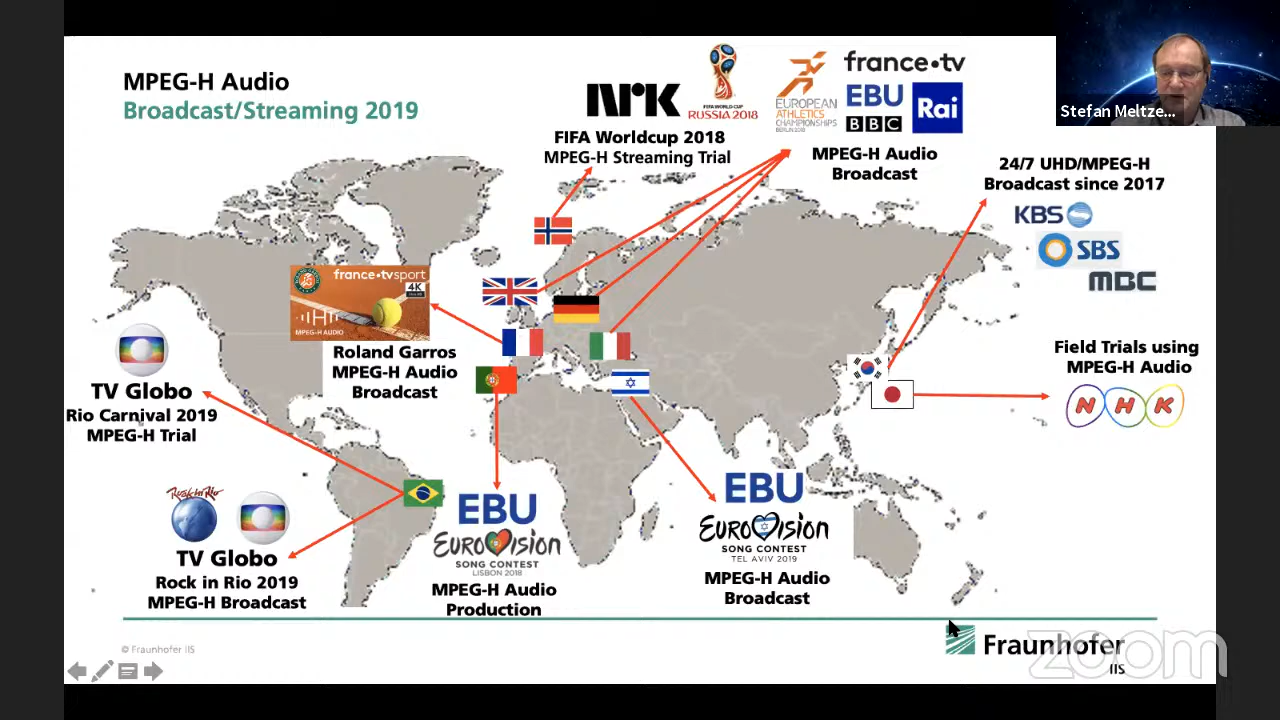 MPEG-H Audio
Broadcast/Streaming 2019
NRK
FIFA WORLD CUP
RUSSIA 2018
FIFA Worldcup 2018
MPEG-H Streaming Trial
EUROPEAN
ATHLETICS
CHAMPIONSHIPS
BERLIN 2018
france•tv
EBU
BBC
Rai
MPEG-H Audio
Broadcast
Stefan Meltze...
24/7 UHD/MPEG-H
Broadcast since 2017
KBS
SBS
MBC
france•tvsport
4K
MPEG-H AUDIO
Roland Garros
MPEG-H Audio
Broadcast
TV Globo
Rio Carnival 2019
MPEG-H Trial
Field Trials using
MPEG-H Audio
NHK
Rock in Rio
TV Globo
Rock in Rio 2019
MPEG-H Broadcast
EBU
EUROVISION
SONG CONTEST
LISBON 2018
MPEG-H Audio
Production
EBU
EUROVISION
SONG CONTEST
TEL AVIV 2019
MPEG-H Audio
Broadcast
© Fraunhofer IIS
Fraunhofer
IIS
zoom